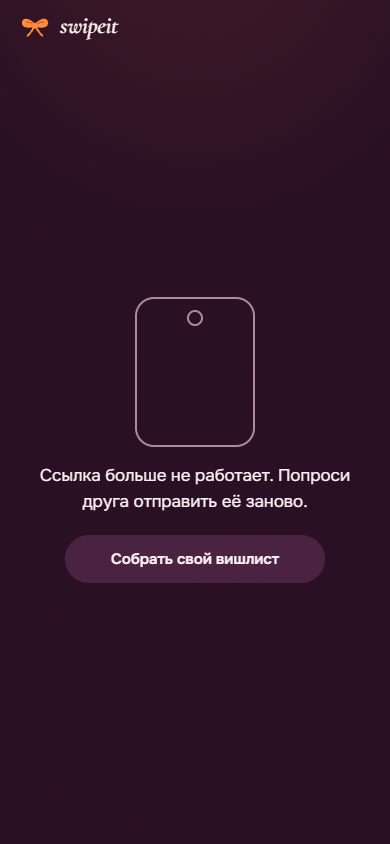 swipeit
Ссылка больше не работает. Попроси
друга отправить её заново.
Собрать свой вишлист